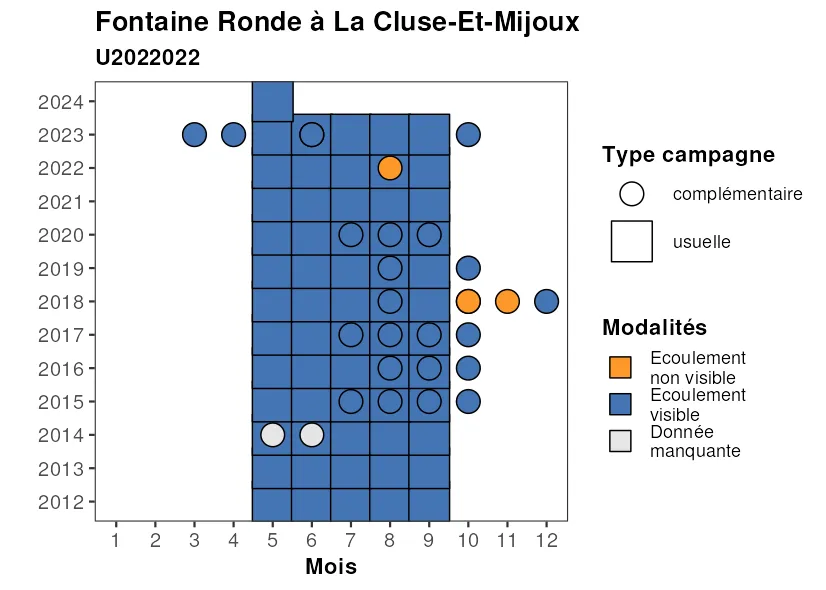 Fontaine Ronde à La Cluse-Et-Mijoux
U2022022
2024
2023
2022
2021
2020
2019
2018
2017
2016
2015
2014
2013
2012
1 2 3 4 5 6 7 8 9 10 11 12
Mois
Type campagne
complémentaire
usuelle
Modalités
Ecoulement
non visible
Ecoulement
visible
Donnée
manquante